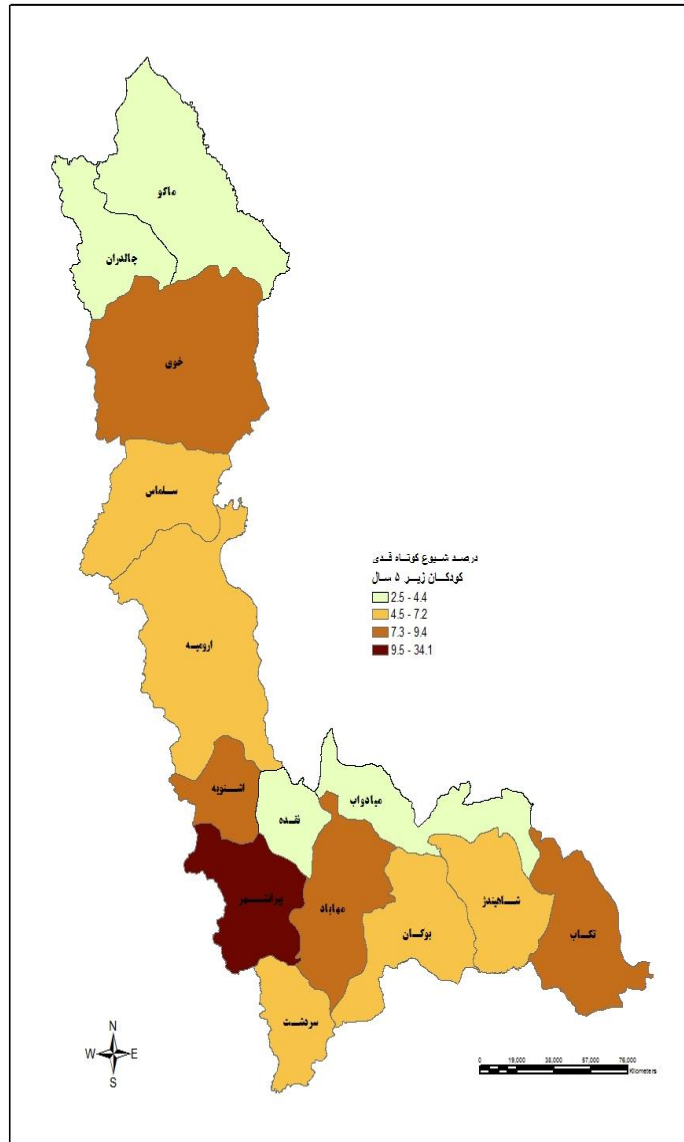 ماکو
چالدران
خوی
سلماس
درصد شیوع کوتاه قدی
کودکان زیر ۵ سال
2.5 - 4.4
4.5 - 7.2
7.3 - 9.4
9.5 - 34.1
ارومیه
اشنویه
نقده
میادواب
پیرانشهر
مهاباد
بوکان
شاهیندژ
تکاب
سردشت
N
W E
S
0 19,000 38,000 57,000 76,000
Kilometers